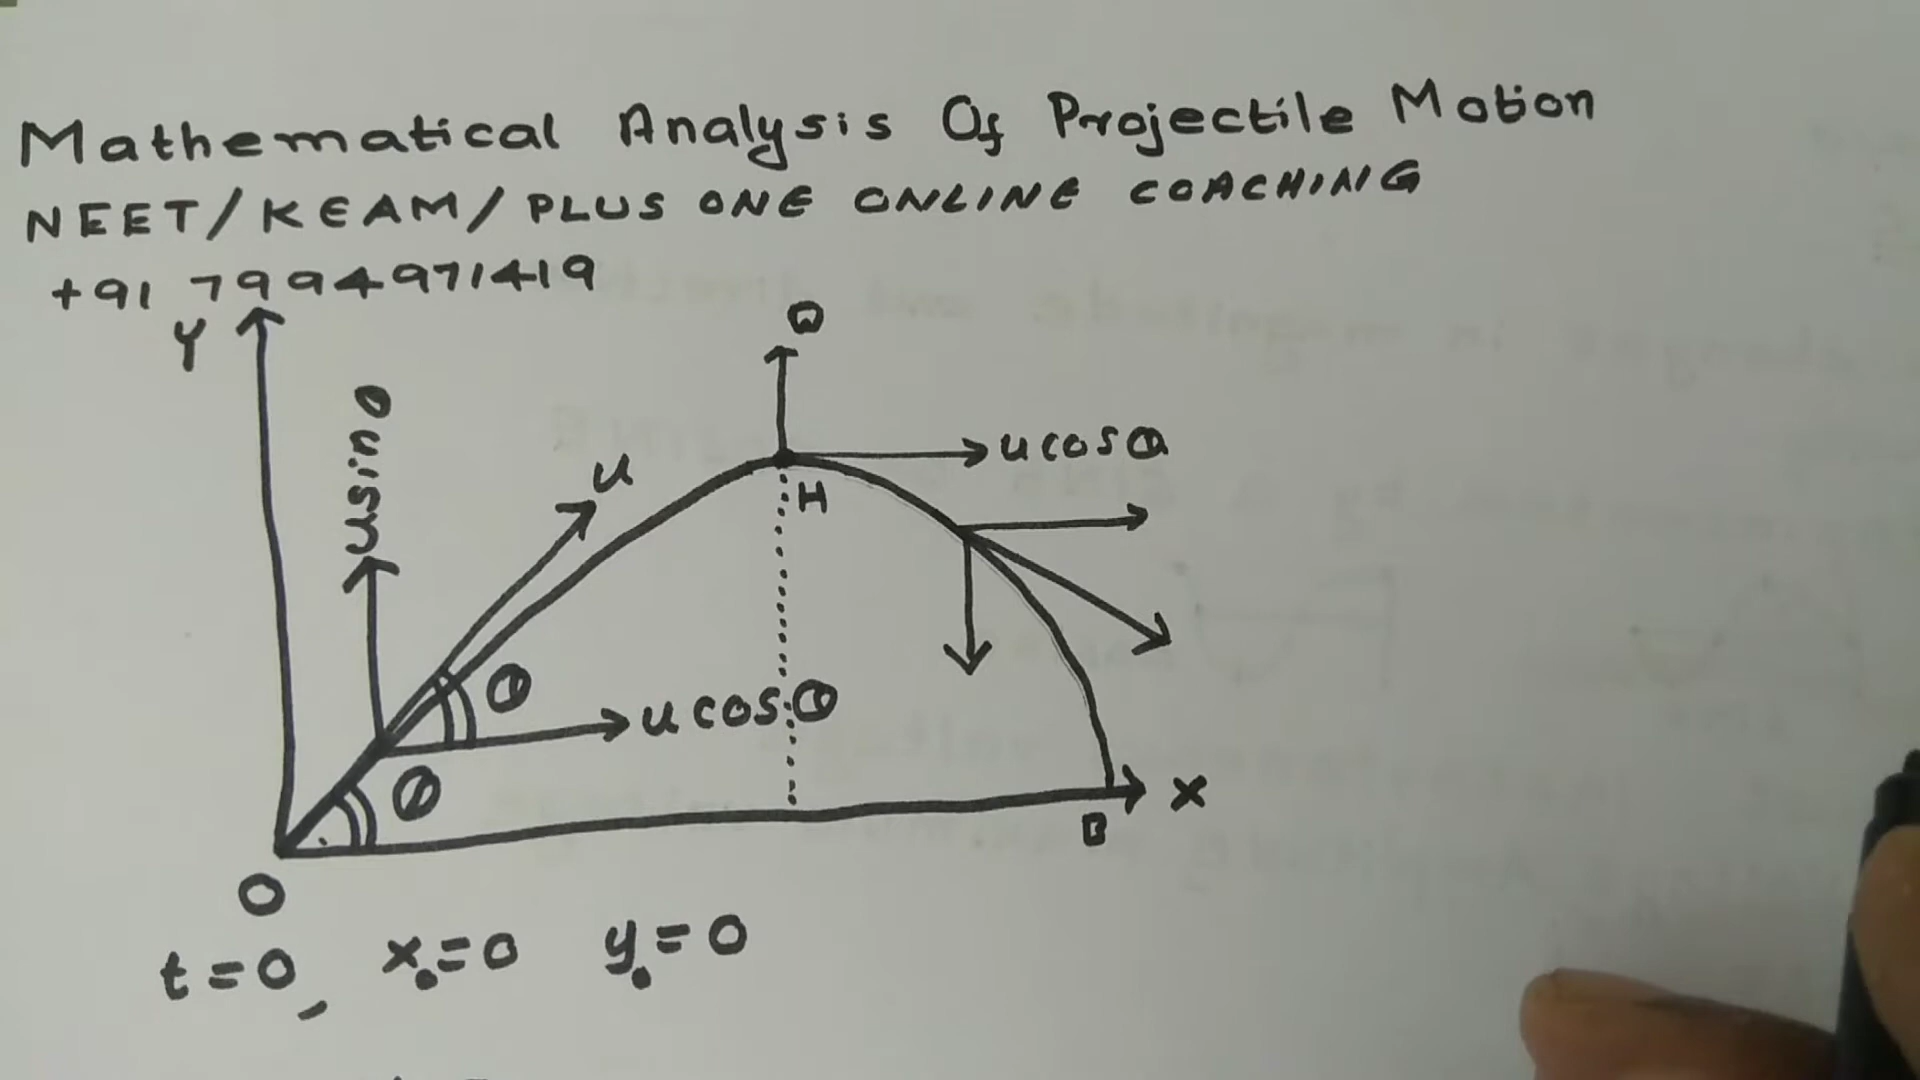 Mathematical Analysis Of Projectile Motion
NEET/KEAM/PLUS ONE ONLINE COACHING
+91 7994971419
Y
usinθ
u
θ
ucosθ
H
θ
ucosθ
θ
X
B
O
t=0, x₀=0 y₀=0